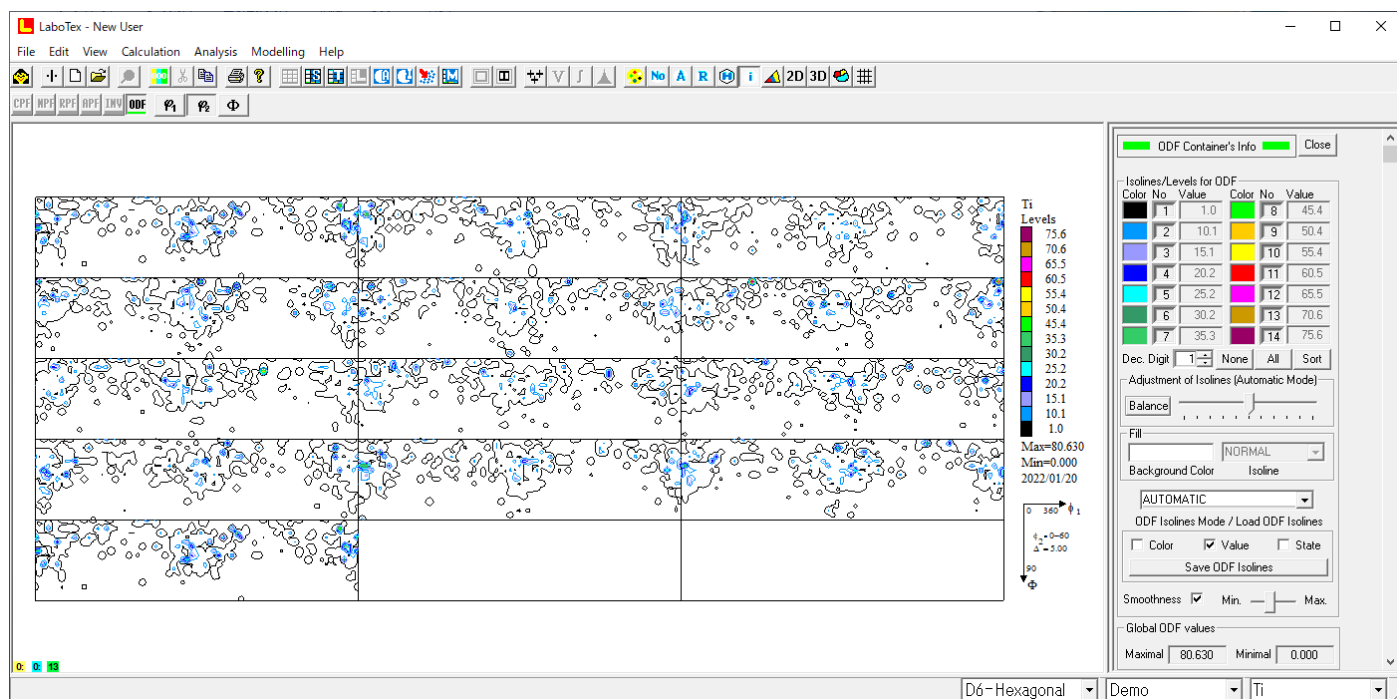 LaboTex - New User
File Edit View Calculation Analysis Modelling Help
No A R H i 2D 3D
CPF NPF RPF APF INV ODF φ1 φ2 Φ
ODF Container's Info Close
Isolines/Levels for ODF
Color No Value Color No Value
1 1.0 8 45.4
2 10.1 9 50.4
3 15.1 10 55.4
4 20.2 11 60.5
5 25.2 12 65.5
6 30.2 13 70.6
7 35.3 14 75.6
Dec. Digit 1 None All Sort
Adjustment of Isolines (Automatic Mode)
Balance
Fill
NORMAL
Background Color Isoline
AUTOMATIC
ODF Isolines Mode / Load ODF Isolines
Color Value State
Save ODF Isolines
Smoothness Min. Max.
Global ODF values
Maximal 80.630 Minimal 0.000
Ti
Levels
75.6
70.6
65.5
60.5
55.4
50.4
45.4
35.3
30.2
25.2
20.2
15.1
10.1
1.0
Max=80.630
Min=0.000
2022/01/20
0 360 ϕ1
ϕ2=0-60
Δ=5.00
90
Φ
0: 0: 13
D6-Hexagonal Demo Ti